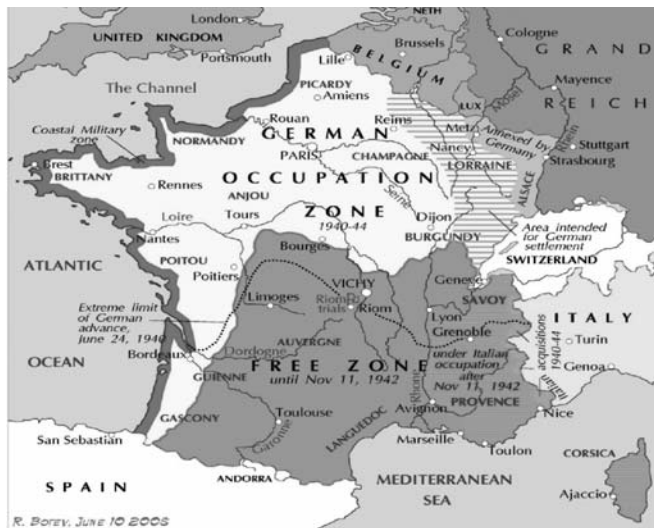 London
NETH
Cologne
UNITED KINGDOM
Portsmouth
Brussels
GRAND
BELGIUM
Lille
The Channel
PICARDY
Amiens
LUX
Mosel
Mayence
REICH
Coastal Military
zone
NORMANDY
Rouan
GERMAN
Reims
Metz
Annexed by
Germany
Rhein
Stuttgart
Strasbourg
PARIS
CHAMPAGNE
Nancy
LORRAINE
ALSACE
Brest
BRITTANY
Rennes
OCCUPATION
ANJOU
Seine
ZONE
1940-44
Loire
Tours
Nantes
Dijon
BURGUNDY
Area intended
for German
settlement
Bourges
SWITZERLAND
POITOU
Poitiers
ATLANTIC
OCEAN
VICHY
Geneve
SAVOY
Extreme limit
of German
advance,
June 24, 1940
Limoges
Riom
trials
Riom
Lyon
Grenoble
ITALY
Turin
Genoa
Italian
acquisitions
1940-44
AUVERGNE
Bordeaux
Dordogne
FREE ZONE
until Nov 11, 1942
under Italian
occupation
after
Nov 11, 1942
GUIENNE
Rhone
Avignon
PROVENCE
Nice
GASCONY
Toulouse
Garonne
LANGUEDOC
Marseille
Toulon
San Sebastian
ANDORRA
SPAIN
MEDITERRANEAN
SEA
CORSICA
Ajaccio
R. Botev, June 10 2008